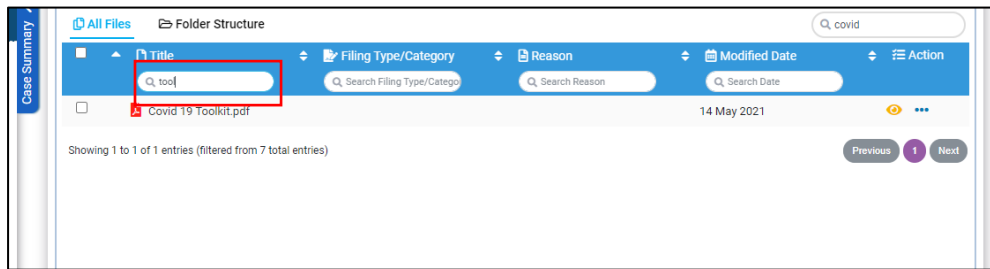 Case Summary
All Files Folder Structure covid
Title Filing Type/Category Reason Modified Date Action
tool Search Filing Type/Catego Search Reason Search Date
Covid 19 Toolkit.pdf 14 May 2021
Showing 1 to 1 of 1 entries (filtered from 7 total entries) Previous 1 Next